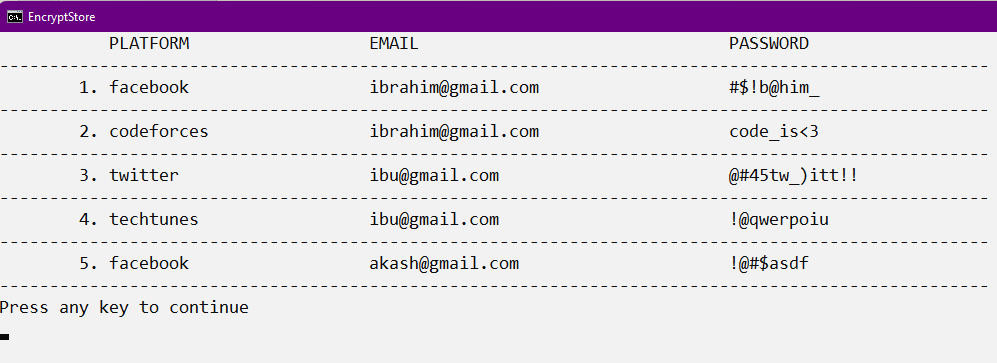 EncryptStore
PLATFORM EMAIL PASSWORD
---------------------------------------------------------------------------------------------------
1. facebook ibrahim@gmail.com #$!b@him_
---------------------------------------------------------------------------------------------------
2. codeforces ibrahim@gmail.com code_is<3
---------------------------------------------------------------------------------------------------
3. twitter ibu@gmail.com @#45tw_)itt!!
---------------------------------------------------------------------------------------------------
4. techtunes ibu@gmail.com !@qwerpoiu
---------------------------------------------------------------------------------------------------
5. facebook akash@gmail.com !@#$asdf
---------------------------------------------------------------------------------------------------
Press any key to continue